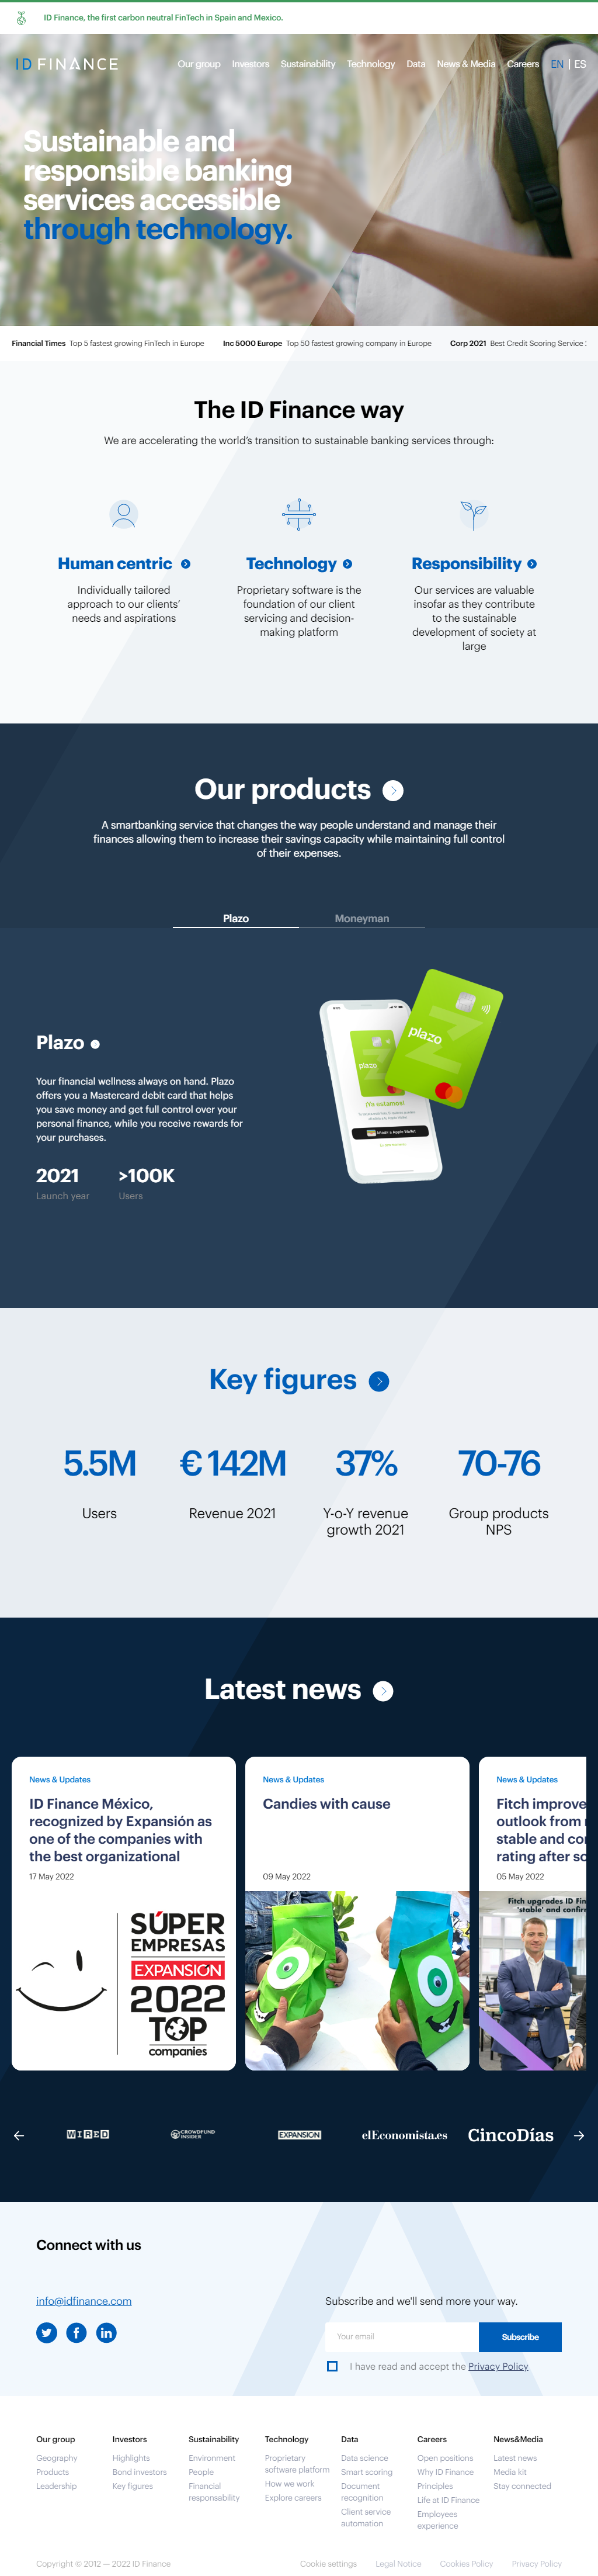 ID Finance, the first carbon neutral FinTech in Spain and Mexico.
ID FINANCE
Our group Investors Sustainability Technology Data News & Media Careers EN | ES
Sustainable and
responsible banking
services accessible
through technology.
Financial Times Top 5 fastest growing FinTech in Europe Inc 5000 Europe Top 50 fastest growing company in Europe Corp 2021 Best Credit Scoring Service
The ID Finance way
We are accelerating the world's transition to sustainable banking services through:
Human centric
Individually tailored
approach to our clients'
needs and aspirations
Technology
Proprietary software is the
foundation of our client
servicing and decision-
making platform
Responsibility
Our services are valuable
insofar as they contribute
to the sustainable
development of society at
large
Our products
A smartbanking service that changes the way people understand and manage their
finances allowing them to increase their savings capacity while maintaining full control
of their expenses.
Plazo Moneyman
Plazo
Your financial wellness always on hand. Plazo
offers you a Mastercard debit card that helps
you save money and get full control over your
personal finance, while you receive rewards for
your purchases.
2021 >100K
Launch year Users
plazo
plazo
¡Ya estamos!
Añadir a Apple Wallet
Key figures
5.5M
Users
€ 142M
Revenue 2021
37%
Y-o-Y revenue
growth 2021
70-76
Group products
NPS
Latest news
News & Updates
ID Finance México,
recognized by Expansión as
one of the companies with
the best organizational
17 May 2022
SÚPER
EMPRESAS
EXPANSIÓN
2022
TOP
companies
News & Updates
Candies with cause
09 May 2022
News & Updates
Fitch improve
outlook from
stable and co
rating after sc
05 May 2022
Fitch upgrades ID Fin
'stable' and confir
WIRED
CROWDFUND
INSIDER
EXPANSION
elEconomista.es
CincoDías
Connect with us
info@idfinance.com
Subscribe and we'll send more your way.
Your email
Subscribe
I have read and accept the Privacy Policy
Our group
Geography
Products
Leadership
Investors
Highlights
Bond investors
Key figures
Sustainability
Environment
People
Financial
responsability
Technology
Proprietary
software platform
How we work
Explore careers
Data
Data science
Smart scoring
Document
recognition
Client service
automation
Careers
Open positions
Why ID Finance
Principles
Life at ID Finance
Employees
experience
News&Media
Latest news
Media kit
Stay connected
Copyright © 2012 — 2022 ID Finance
Cookie settings Legal Notice Cookies Policy Privacy Policy